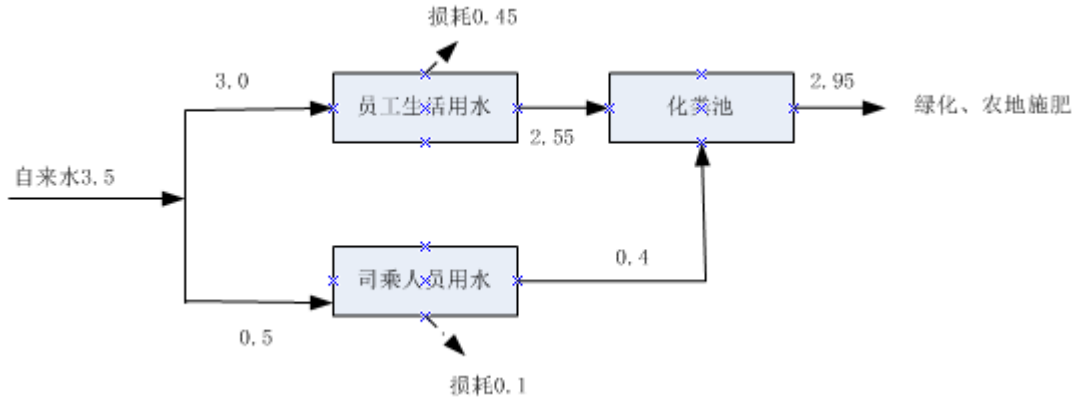 损耗0.45
3.0
员工生活用水
2.55
化粪池
2.95
绿化、农地施肥
自来水3.5
司乘人员用水
0.4
0.5
损耗0.1